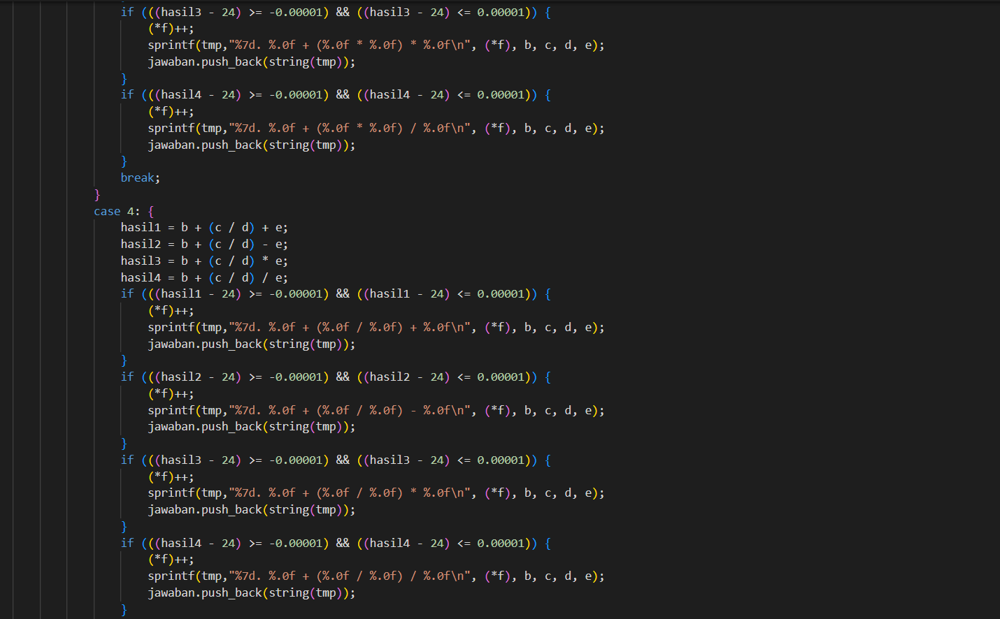 if (((hasil3 - 24) >= -0.00001) && ((hasil3 - 24) <= 0.00001)) {
(*f)++;
sprintf(tmp,"%7d. %.0f + (%.0f * %.0f) * %.0f\n", (*f), b, c, d, e);
jawaban.push_back(string(tmp));
}
if (((hasil4 - 24) >= -0.00001) && ((hasil4 - 24) <= 0.00001)) {
(*f)++;
sprintf(tmp,"%7d. %.0f + (%.0f * %.0f) / %.0f\n", (*f), b, c, d, e);
jawaban.push_back(string(tmp));
}
break;
}
case 4: {
hasil1 = b + (c / d) + e;
hasil2 = b + (c / d) - e;
hasil3 = b + (c / d) * e;
hasil4 = b + (c / d) / e;
if (((hasil1 - 24) >= -0.00001) && ((hasil1 - 24) <= 0.00001)) {
(*f)++;
sprintf(tmp,"%7d. %.0f + (%.0f / %.0f) + %.0f\n", (*f), b, c, d, e);
jawaban.push_back(string(tmp));
}
if (((hasil2 - 24) >= -0.00001) && ((hasil2 - 24) <= 0.00001)) {
(*f)++;
sprintf(tmp,"%7d. %.0f + (%.0f / %.0f) - %.0f\n", (*f), b, c, d, e);
jawaban.push_back(string(tmp));
}
if (((hasil3 - 24) >= -0.00001) && ((hasil3 - 24) <= 0.00001)) {
(*f)++;
sprintf(tmp,"%7d. %.0f + (%.0f / %.0f) * %.0f\n", (*f), b, c, d, e);
jawaban.push_back(string(tmp));
}
if (((hasil4 - 24) >= -0.00001) && ((hasil4 - 24) <= 0.00001)) {
(*f)++;
sprintf(tmp,"%7d. %.0f + (%.0f / %.0f) / %.0f\n", (*f), b, c, d, e);
jawaban.push_back(string(tmp));
}